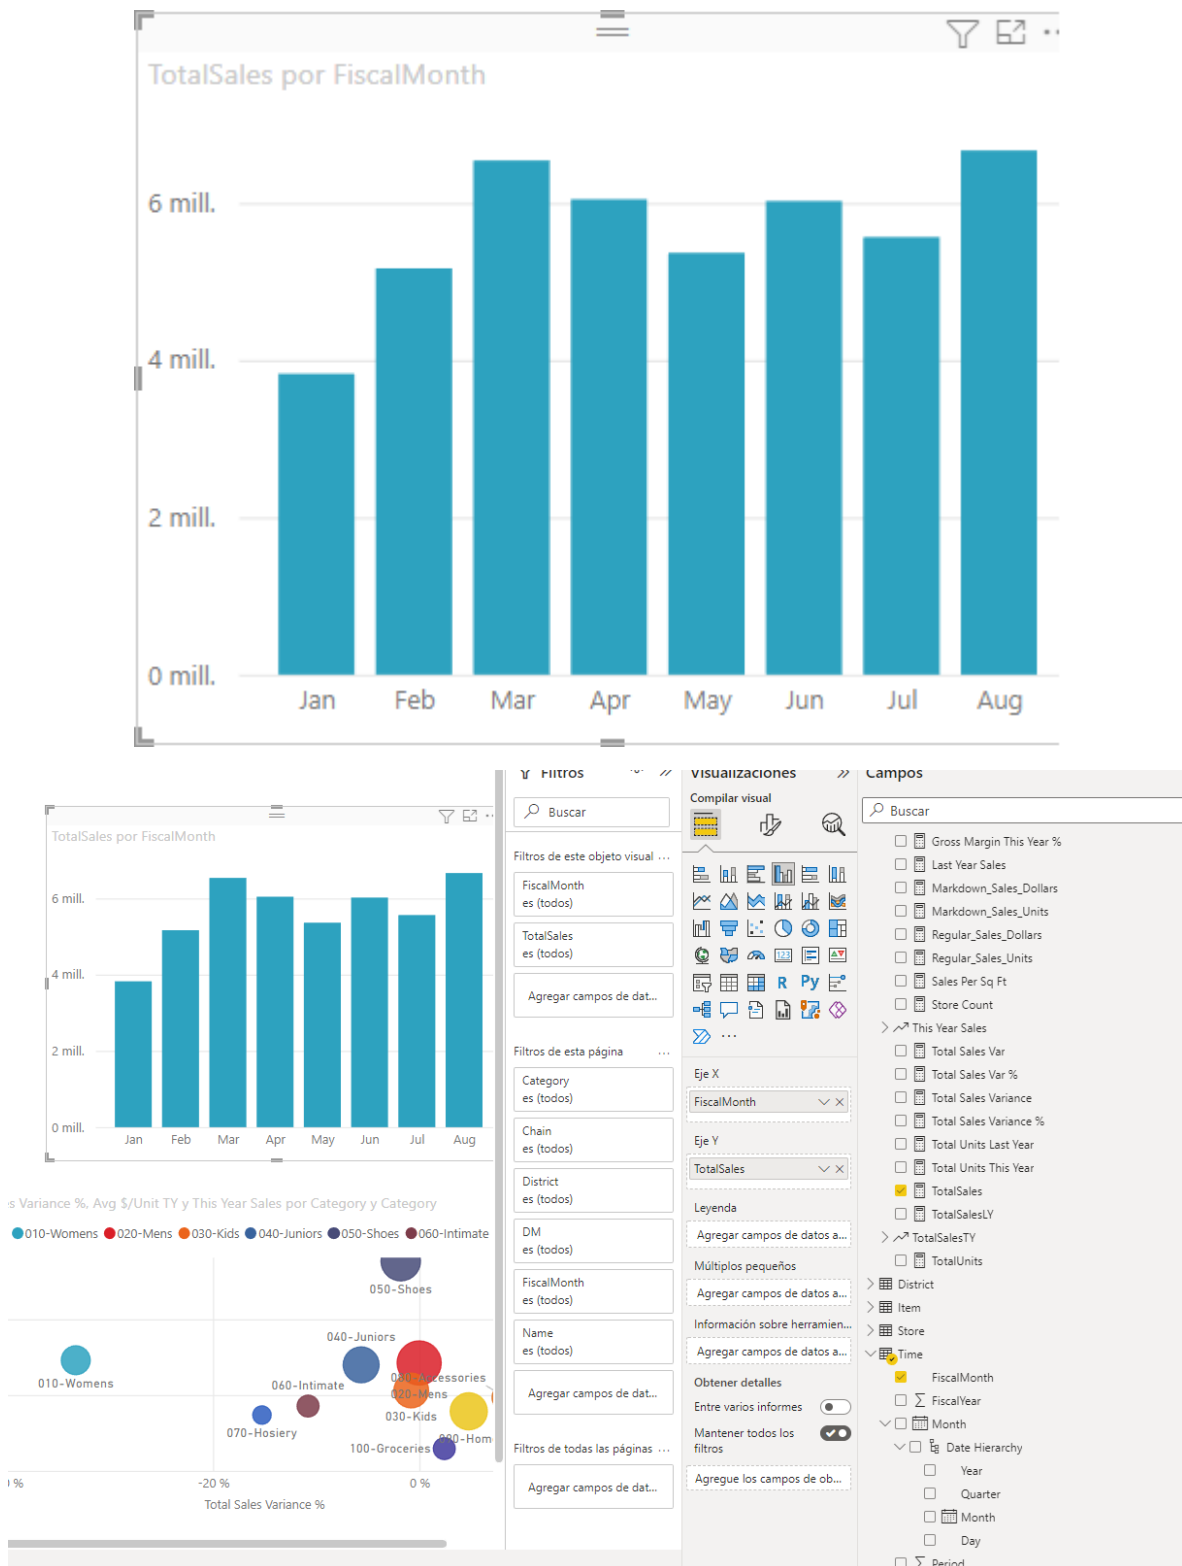 TotalSales por FiscalMonth
6 mill.
4 mill.
2 mill.
0 mill.
Jan Feb Mar Apr May Jun Jul Aug
TotalSales por FiscalMonth
6 mill.
4 mill.
2 mill.
0 mill.
Jan Feb Mar Apr May Jun Jul Aug
s Variance %, Avg $/Unit TY y This Year Sales por Category y Category
010-Womens 020-Mens 030-Kids 040-Juniors 050-Shoes 060-Intimate
050-Shoes
040-Juniors
010-Womens
060-Intimate
080-Accessories
020-Mens
030-Kids
070-Hosiery
090-Hom
100-Groceries
%
-20 %
0 %
Total Sales Variance %
Filtros
Buscar
Filtros de este objeto visual ...
FiscalMonth
es (todos)
TotalSales
es (todos)
Agregar campos de dat...
Filtros de esta página ...
Category
es (todos)
Chain
es (todos)
District
es (todos)
DM
es (todos)
FiscalMonth
es (todos)
Name
es (todos)
Agregar campos de dat...
Filtros de todas las páginas ...
Agregar campos de dat...
Visualizaciones
Compilar visual
123
R
Py
...
Eje X
FiscalMonth
Eje Y
TotalSales
Leyenda
Agregar campos de datos a...
Múltiplos pequeños
Agregar campos de datos a...
Información sobre herramien...
Agregar campos de datos a...
Obtener detalles
Entre varios informes
Mantener todos los
filtros
Agregue los campos de ob...
Campos
Buscar
Gross Margin This Year %
Last Year Sales
Markdown_Sales_Dollars
Markdown_Sales_Units
Regular_Sales_Dollars
Regular_Sales_Units
Sales Per Sq Ft
Store Count
This Year Sales
Total Sales Var
Total Sales Var %
Total Sales Variance
Total Sales Variance %
Total Units Last Year
Total Units This Year
TotalSales
TotalSalesLY
TotalSalesTY
TotalUnits
District
Item
Store
Time
FiscalMonth
∑ FiscalYear
Month
Date Hierarchy
Year
Quarter
Month
Day
∑ Period